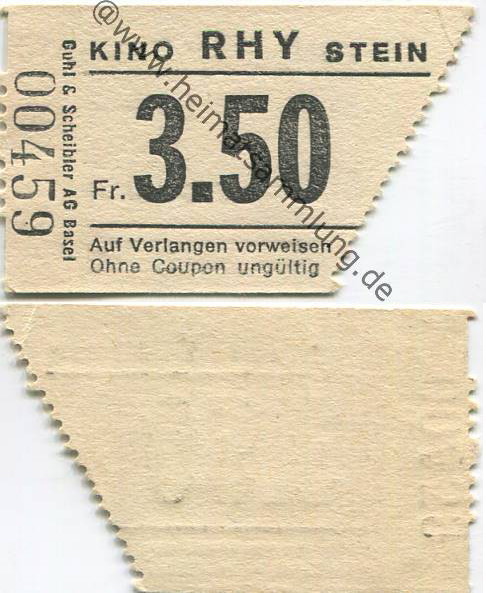 KINO RHY STEIN
Fr. 3.50
Auf Verlangen vorweisen
Ohne Coupon ungültig
Guhl & Scheibler AG Basel
00459
@www.heimatsammlung.de